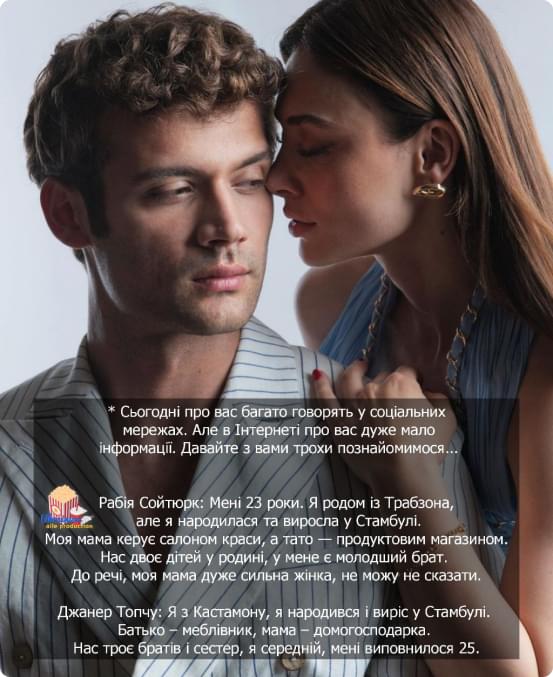 * Сьогодні про вас багато говорять у соціальних
мережах. Але в Інтернеті про вас дуже мало
інформації. Давайте з вами трохи познайомимося...
Рабія Сойтюрк: Мені 23 роки. Я родом із Трабзона,
але я народилася та виросла у Стамбулі.
Моя мама керує салоном краси, а тато — продуктовим магазином.
Нас двоє дітей у родині, у мене є молодший брат.
До речі, моя мама дуже сильна жінка, не можу не сказати.
aile production
Джанер Топчу: Я з Кастамону, я народився і виріс у Стамбулі.
Батько – меблівник, мама – домогосподарка.
Нас троє братів і сестер, я середній, мені виповнилося 25.